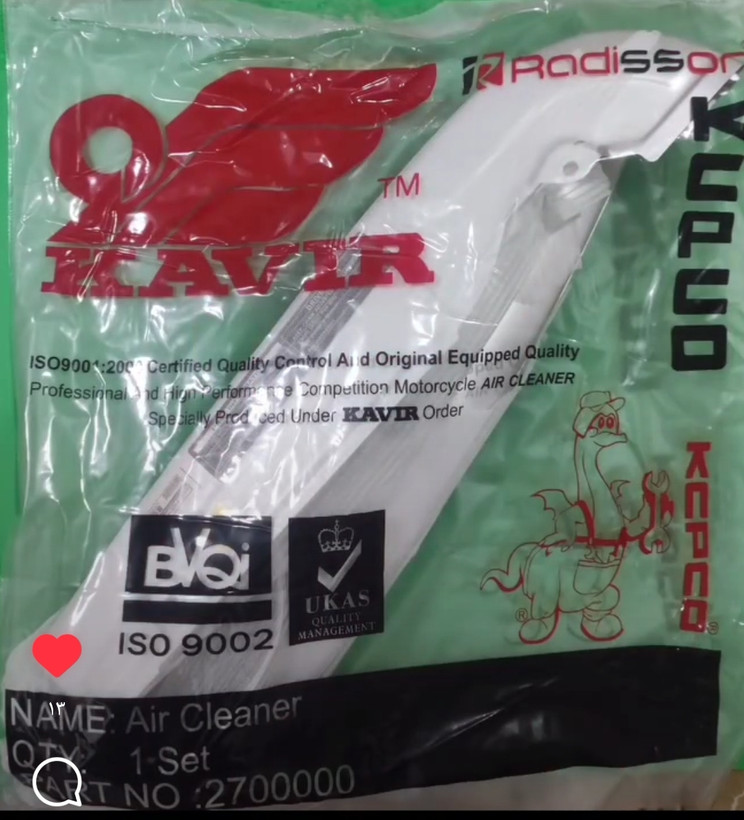 Radisson
KAVIR
TM
KCPCO
ISO9001:200 Certified Quality Control And Original Equipped Quality
Professional And High Performance Competition Motorcycle AIR CLEANER
Specially Produced Under KAVIR Order
KCPCO
®
BVQi
ISO 9002
UKAS
QUALITY
MANAGEMENT
۱۳
NAME: Air Cleaner
QTY: 1-Set
PART NO :2700000